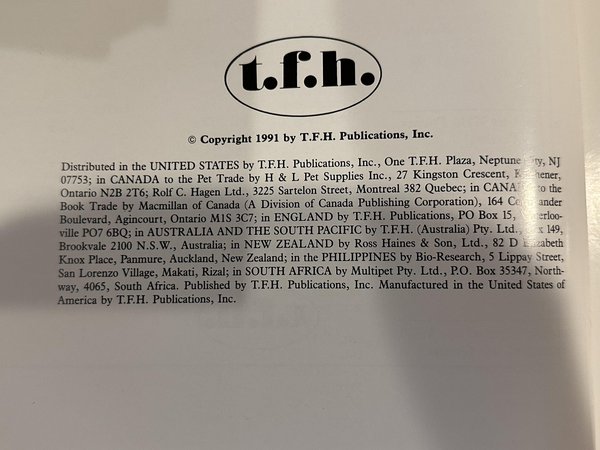 t.f.h.
© Copyright 1991 by T.F.H. Publications, Inc.
Distributed in the UNITED STATES by T.F.H. Publications, Inc., One T.F.H. Plaza, Neptune City, NJ
07753; in CANADA to the Pet Trade by H & L Pet Supplies Inc., 27 Kingston Crescent, Kitchener,
Ontario N2B 2T6; Rolf C. Hagen Ltd., 3225 Sartelon Street, Montreal 382 Quebec; in CANADA to the
Book Trade by Macmillan of Canada (A Division of Canada Publishing Corporation), 164 Commander
Boulevard, Agincourt, Ontario M1S 3C7; in ENGLAND by T.F.H. Publications, PO Box 15, Waterloo-
ville PO7 6BQ; in AUSTRALIA AND THE SOUTH PACIFIC by T.F.H. (Australia) Pty. Ltd., Box 149,
Brookvale 2100 N.S.W., Australia; in NEW ZEALAND by Ross Haines & Son, Ltd., 82 D Elizabeth
Knox Place, Panmure, Auckland, New Zealand; in the PHILIPPINES by Bio-Research, 5 Lippay Street,
San Lorenzo Village, Makati, Rizal; in SOUTH AFRICA by Multipet Pty. Ltd., P.O. Box 35347, North-
way, 4065, South Africa. Published by T.F.H. Publications, Inc. Manufactured in the United States of
America by T.F.H. Publications, Inc.